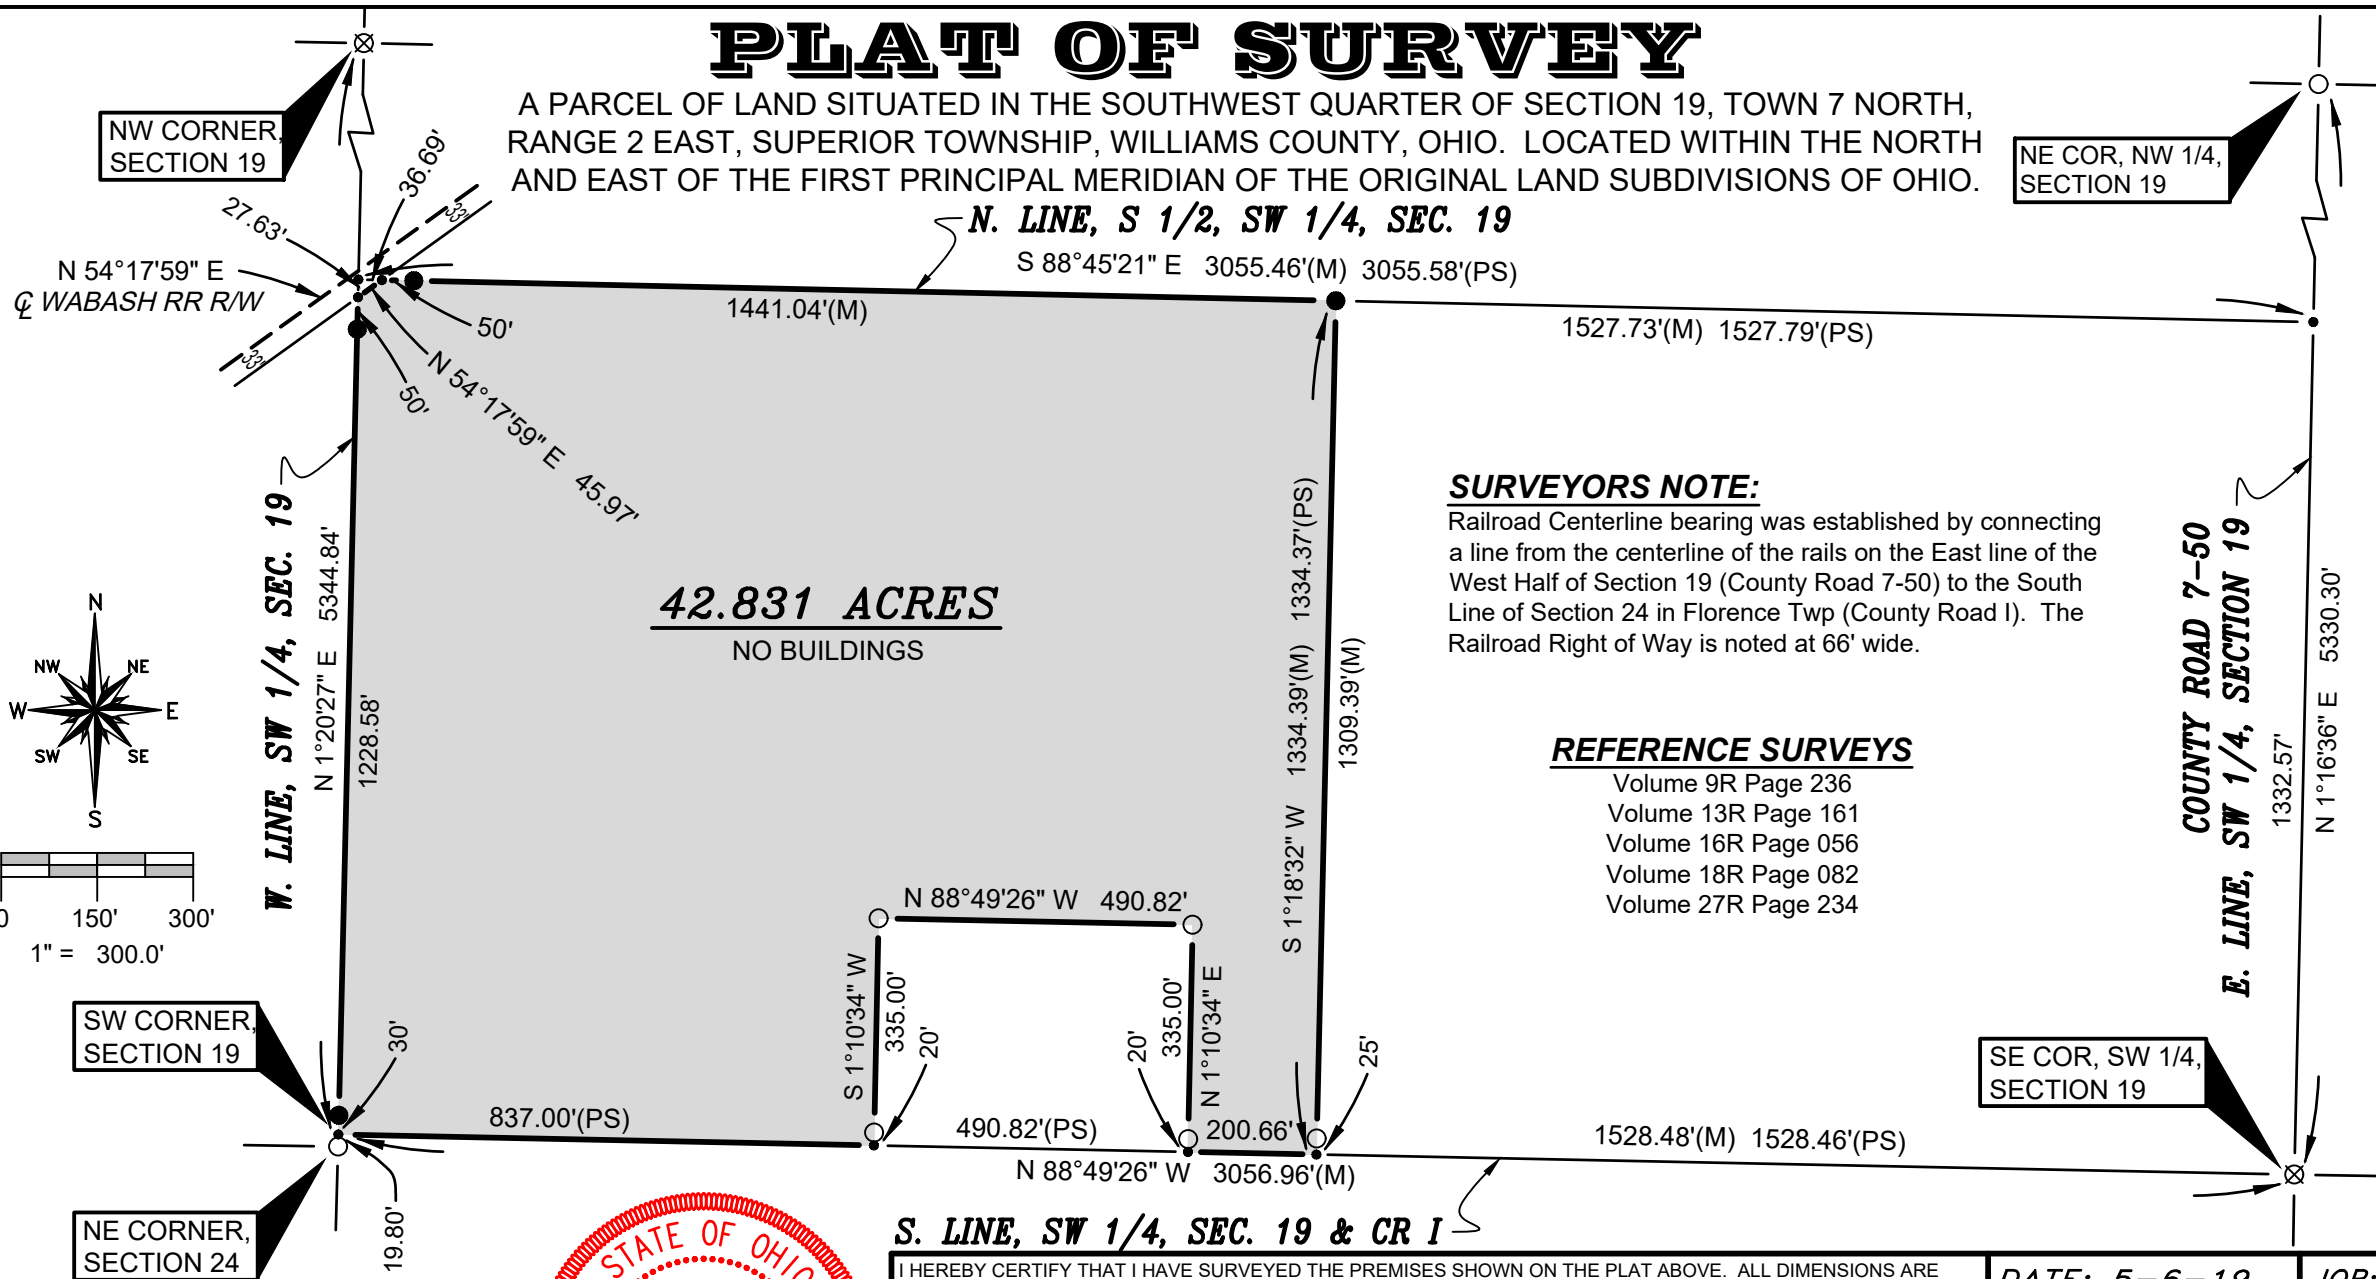 PLAT OF SURVEY
A PARCEL OF LAND SITUATED IN THE SOUTHWEST QUARTER OF SECTION 19, TOWN 7 NORTH,
RANGE 2 EAST, SUPERIOR TOWNSHIP, WILLIAMS COUNTY, OHIO.  LOCATED WITHIN THE NORTH
AND EAST OF THE FIRST PRINCIPAL MERIDIAN OF THE ORIGINAL LAND SUBDIVISIONS OF OHIO.
NW CORNER,
SECTION 19
NE COR, NW 1/4,
SECTION 19
36.69'
27.63'
33'
N 54°17'59" E
℄ WABASH RR R/W
33'
50'
50'
N 54°17'59" E 45.97'
N. LINE, S 1/2, SW 1/4, SEC. 19
S 88°45'21" E 3055.46'(M) 3055.58'(PS)
1441.04'(M)
1527.73'(M) 1527.79'(PS)
W. LINE, SW 1/4, SEC. 19
N 1°20'27" E 5344.84'
1228.58'
42.831 ACRES
NO BUILDINGS
S 1°18'32" W 1334.39'(M) 1334.37'(PS)
1309.39'(M)
SURVEYORS NOTE:
Railroad Centerline bearing was established by connecting
a line from the centerline of the rails on the East line of the
West Half of Section 19 (County Road 7-50) to the South
Line of Section 24 in Florence Twp (County Road I).  The
Railroad Right of Way is noted at 66' wide.
REFERENCE SURVEYS
Volume 9R Page 236
Volume 13R Page 161
Volume 16R Page 056
Volume 18R Page 082
Volume 27R Page 234
COUNTY ROAD 7-50
E. LINE, SW 1/4, SECTION 19
1332.57'
N 1°16'36" E 5330.30'
N
NW
NE
W
E
SW
SE
S
0 150' 300'
1" = 300.0'
N 88°49'26" W 490.82'
S 1°10'34" W
335.00'
20'
20'
335.00'
N 1°10'34" E
25'
SW CORNER,
SECTION 19
30'
837.00'(PS)
490.82'(PS)
200.66'
1528.48'(M) 1528.46'(PS)
N 88°49'26" W 3056.96'(M)
SE COR, SW 1/4,
SECTION 19
NE CORNER,
SECTION 24
19.80'
S. LINE, SW 1/4, SEC. 19 & CR I
STATE OF OHIO
I HEREBY CERTIFY THAT I HAVE SURVEYED THE PREMISES SHOWN ON THE PLAT ABOVE.  ALL DIMENSIONS ARE
DATE: 5-6-19
JOB